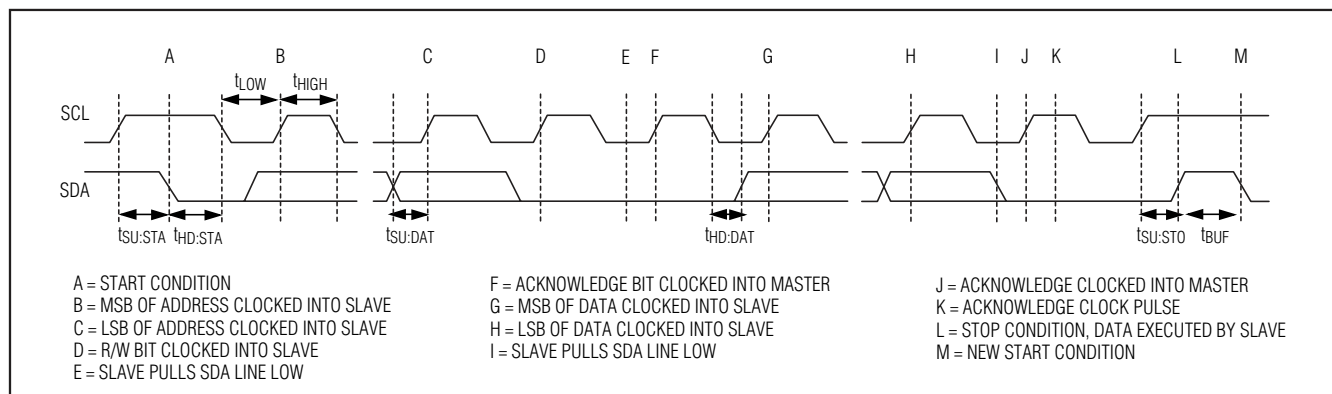 A B C D E F G H I J K L M
tLOW tHIGH
SCL
SDA
tSU:STA tHD:STA tSU:DAT tHD:DAT tSU:STO tBUF
A = START CONDITION
B = MSB OF ADDRESS CLOCKED INTO SLAVE
C = LSB OF ADDRESS CLOCKED INTO SLAVE
D = R/W BIT CLOCKED INTO SLAVE
E = SLAVE PULLS SDA LINE LOW
F = ACKNOWLEDGE BIT CLOCKED INTO MASTER
G = MSB OF DATA CLOCKED INTO SLAVE
H = LSB OF DATA CLOCKED INTO SLAVE
I = SLAVE PULLS SDA LINE LOW
J = ACKNOWLEDGE CLOCKED INTO MASTER
K = ACKNOWLEDGE CLOCK PULSE
L = STOP CONDITION, DATA EXECUTED BY SLAVE
M = NEW START CONDITION